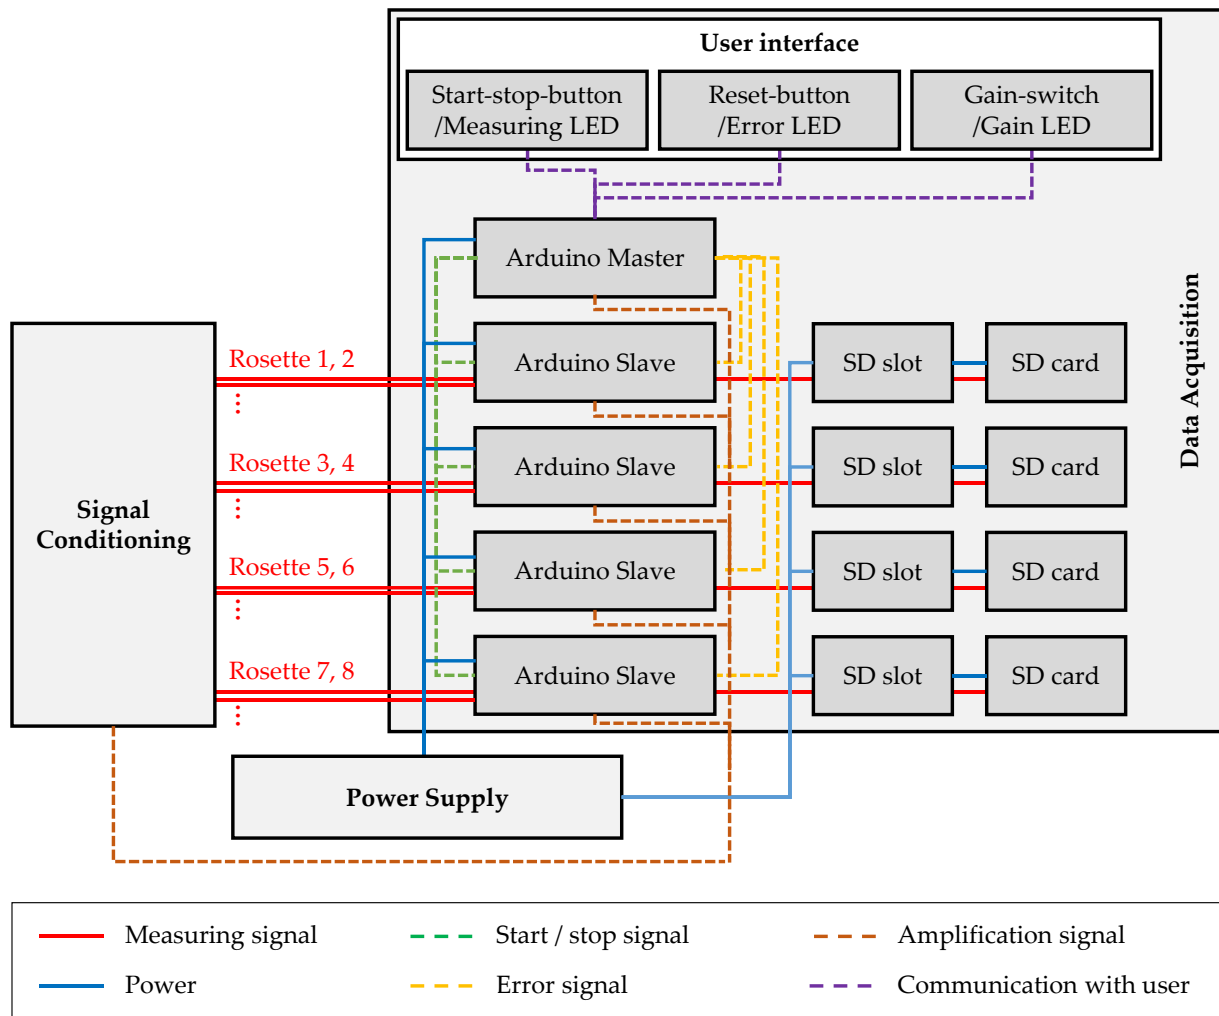 User interface
Start-stop-button
/Measuring LED
Reset-button
/Error LED
Gain-switch
/Gain LED
Arduino Master
Data Acquisition
Signal
Conditioning
Rosette 1, 2
Arduino Slave
SD slot
SD card
Rosette 3, 4
Arduino Slave
SD slot
SD card
Rosette 5, 6
Arduino Slave
SD slot
SD card
Rosette 7, 8
Arduino Slave
SD slot
SD card
Power Supply
Measuring signal
Start / stop signal
Amplification signal
Power
Error signal
Communication with user